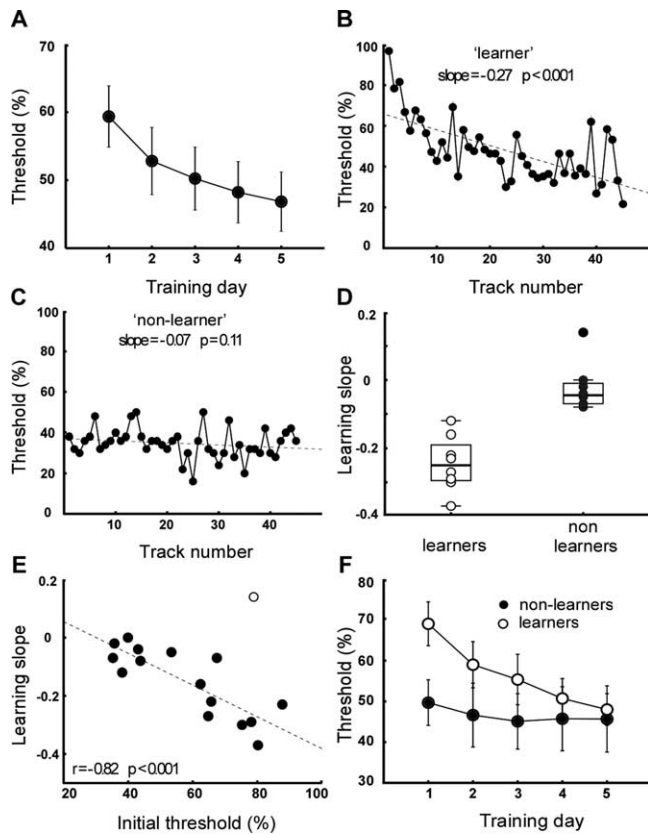 A
70
60
50
40
Threshold (%)
1 2 3 4 5
Training day
B
100
80
60
40
20
0
Threshold (%)
'learner'
slope=-0.27 p<0.001
10 20 30 40
Track number
C
100
80
60
40
20
0
Threshold (%)
'non-learner'
slope=-0.07 p=0.11
10 20 30 40
Track number
D
0.2
0
-0.2
-0.4
Learning slope
learners
non
learners
E
0.2
0
-0.2
-0.4
Learning slope
r=-0.82 p<0.001
20 40 60 80 100
Initial threshold (%)
F
80
70
60
50
40
30
Threshold (%)
non-learners
learners
1 2 3 4 5
Training day